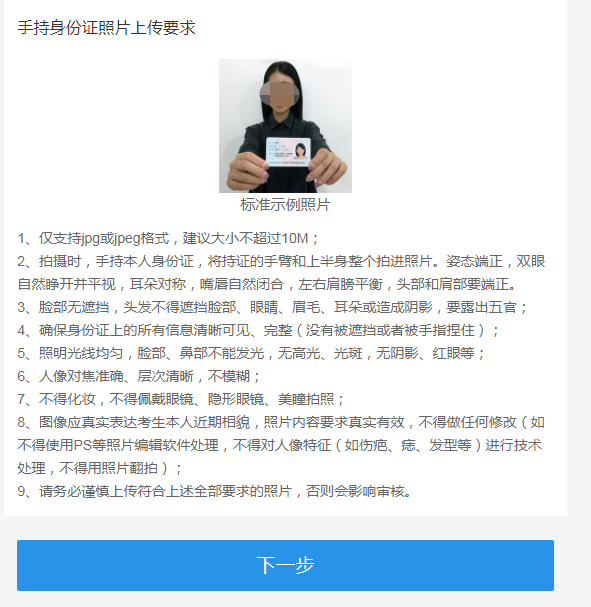 手持身份证照片上传要求
标准示例照片
1、仅支持jpg或jpeg格式，建议大小不超过10M；
2、拍摄时，手持本人身份证，将持证的手臂和上半身整个拍进照片。姿态端正，双眼
自然睁开并平视，耳朵对称，嘴唇自然闭合，左右肩膀平衡，头部和肩部要端正。
3、脸部无遮挡，头发不得遮挡脸部、眼睛、眉毛、耳朵或造成阴影，要露出五官；
4、确保身份证上的所有信息清晰可见、完整（没有被遮挡或者被手指捏住）；
5、照明光线均匀，脸部、鼻部不能发光，无高光、光斑，无阴影、红眼等；
6、人像对焦准确、层次清晰，不模糊；
7、不得化妆，不得佩戴眼镜、隐形眼镜、美瞳拍照；
8、图像应真实表达考生本人近期相貌，照片内容要求真实有效，不得做任何修改（如
不得使用PS等照片编辑软件处理，不得对人像特征（如伤疤、痣、发型等）进行技术
处理，不得用照片翻拍）；
9、请务必谨慎上传符合上述全部要求的照片，否则会影响审核。
下一步